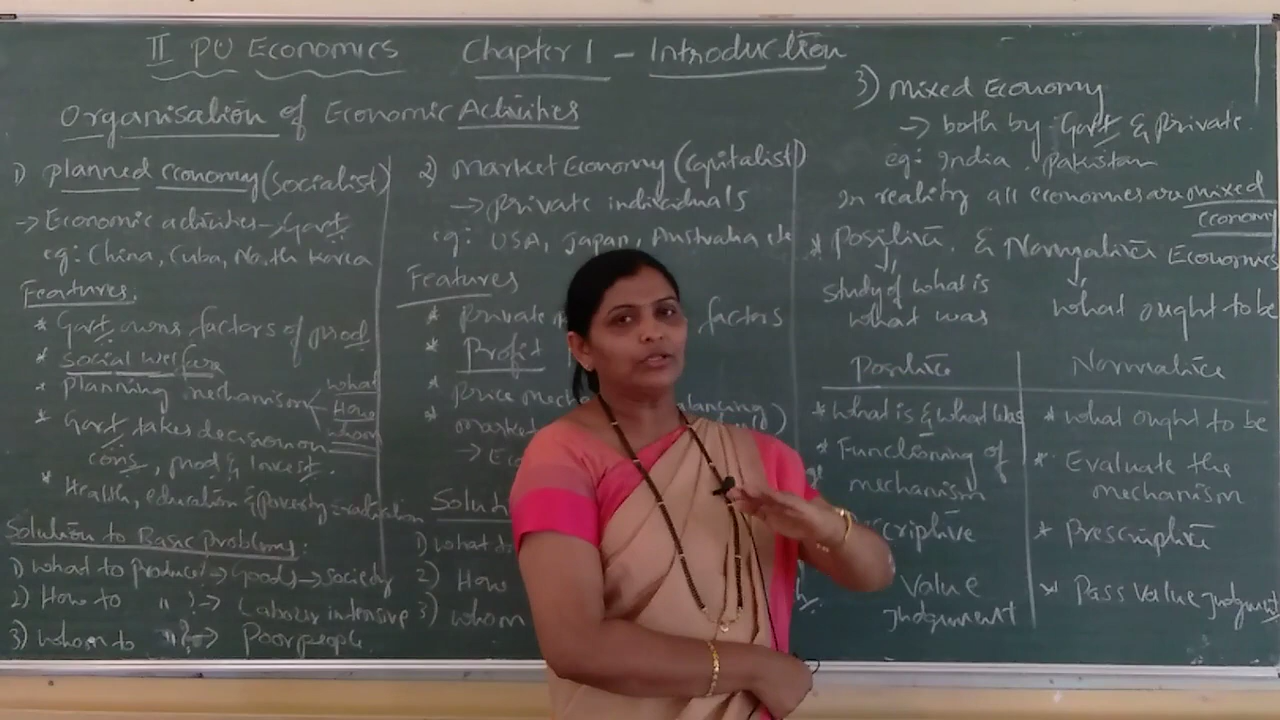 II PU Economics Chapter 1 - Introduction
Organisation of Economic Activities
1) planned economy (socialist)
-> Economic activities -> Govt
eg: China, Cuba, North Korea
Features:
* Govt owns factors of prod
* social welfare
* planning mechanism < what
How
whom
* Govt takes decision on
cons, prod & Invest.
* Health, education & poverty eradication
Solution to Basic problems:
1) what to produce -> Goods -> society
2) How to " ? -> Labour intensive
3) whom to " ? -> Poor people
2) Market Economy (capitalist)
-> private individuals
eg: USA, Japan, Australia etc
Features
* private factors
* Profit
* price mecha balancing)
* market
->
Solut
1) what
2) How
3) whom
3) Mixed Economy
-> both by Govt & private
eg: India, Pakistan
In reality all economies are mixed
economy
* Positive & Normative Economics
study of what is
what was
what ought to be
Positive Normative
* what is & what was * what ought to be
* Functioning of mechanism * Evaluate the mechanism
criptive * Prescriptive
Value judgement * Pass value judgment